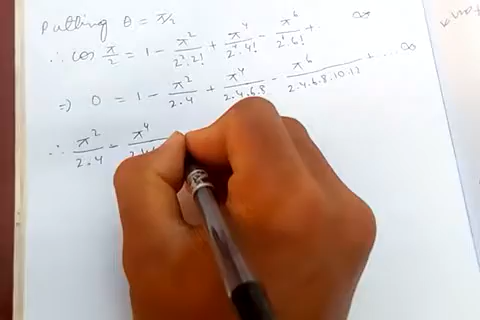 Putting θ = π/2
∴ cos π/2 = 1 - π²/2²·2! + π⁴/2⁴·4! - π⁶/2⁶·6! + ·· ∞
=> 0 = 1 - π²/2·4 + π⁴/2·4·6·8 - π⁶/2·4·6·8·10·12 + ... ∞
∴ π²/2·4 - π⁴/